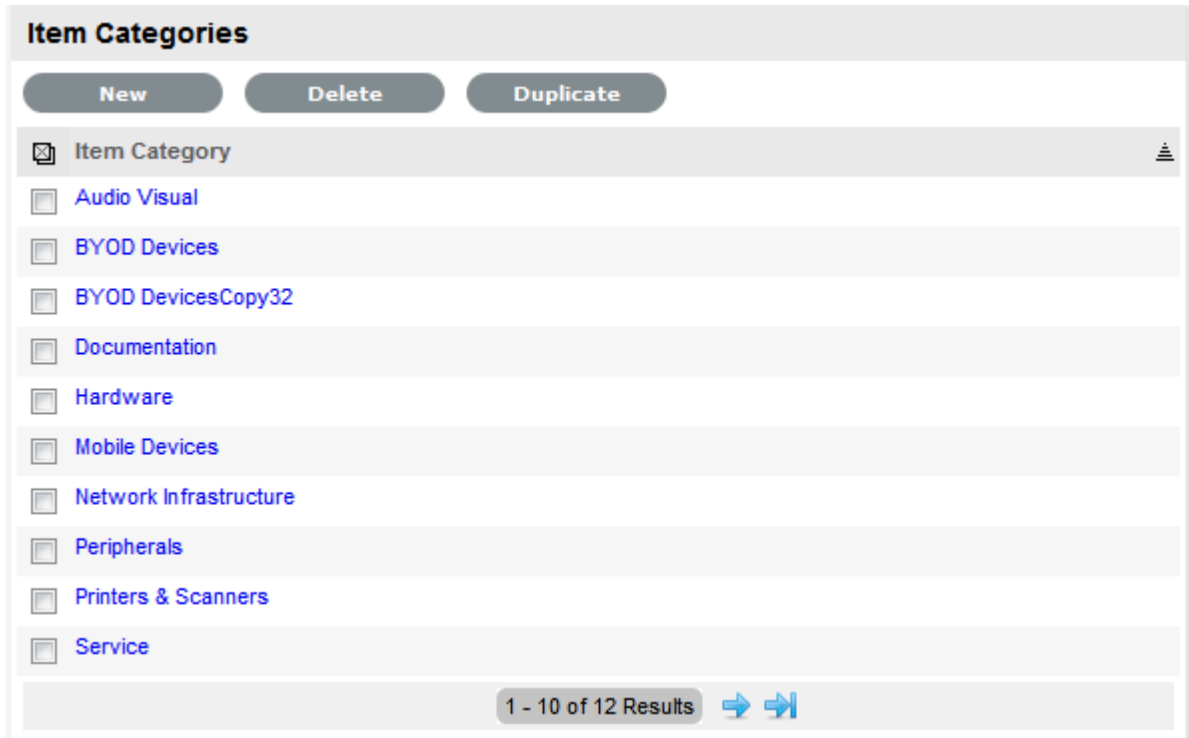 Item Categories
New Delete Duplicate
Item Category
Audio Visual
BYOD Devices
BYOD DevicesCopy32
Documentation
Hardware
Mobile Devices
Network Infrastructure
Peripherals
Printers & Scanners
Service
1 - 10 of 12 Results